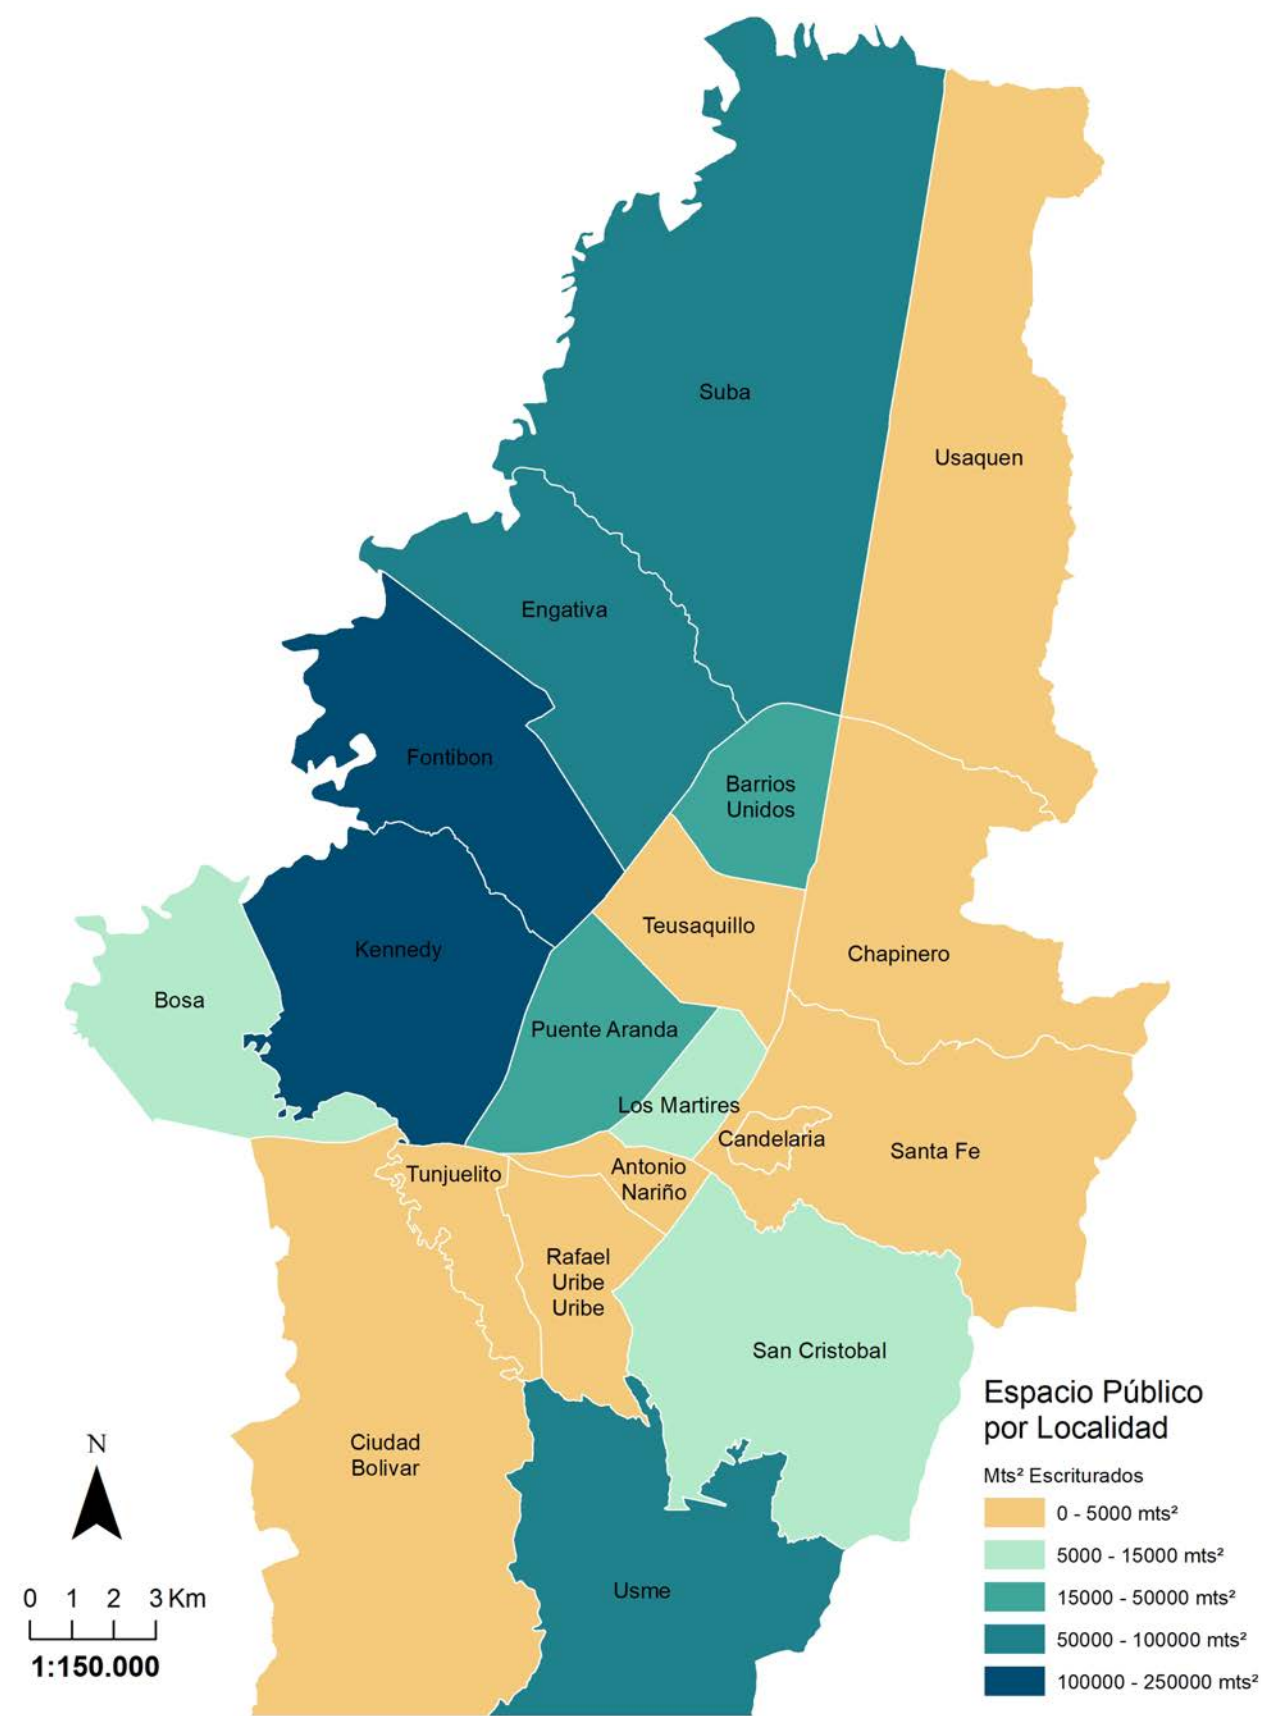 Suba
Usaquen
Engativa
Fontibon
Barrios
Unidos
Teusaquillo
Kennedy
Chapinero
Bosa
Puente Aranda
Los Martires
Candelaria
Santa Fe
Tunjuelito
Antonio
Nariño
Rafael
Uribe
Uribe
San Cristobal
Ciudad
Bolivar
Usme
N
0 1 2 3 Km
1:150.000
Espacio Público
por Localidad
Mts² Escriturados
0 - 5000 mts²
5000 - 15000 mts²
15000 - 50000 mts²
50000 - 100000 mts²
100000 - 250000 mts²